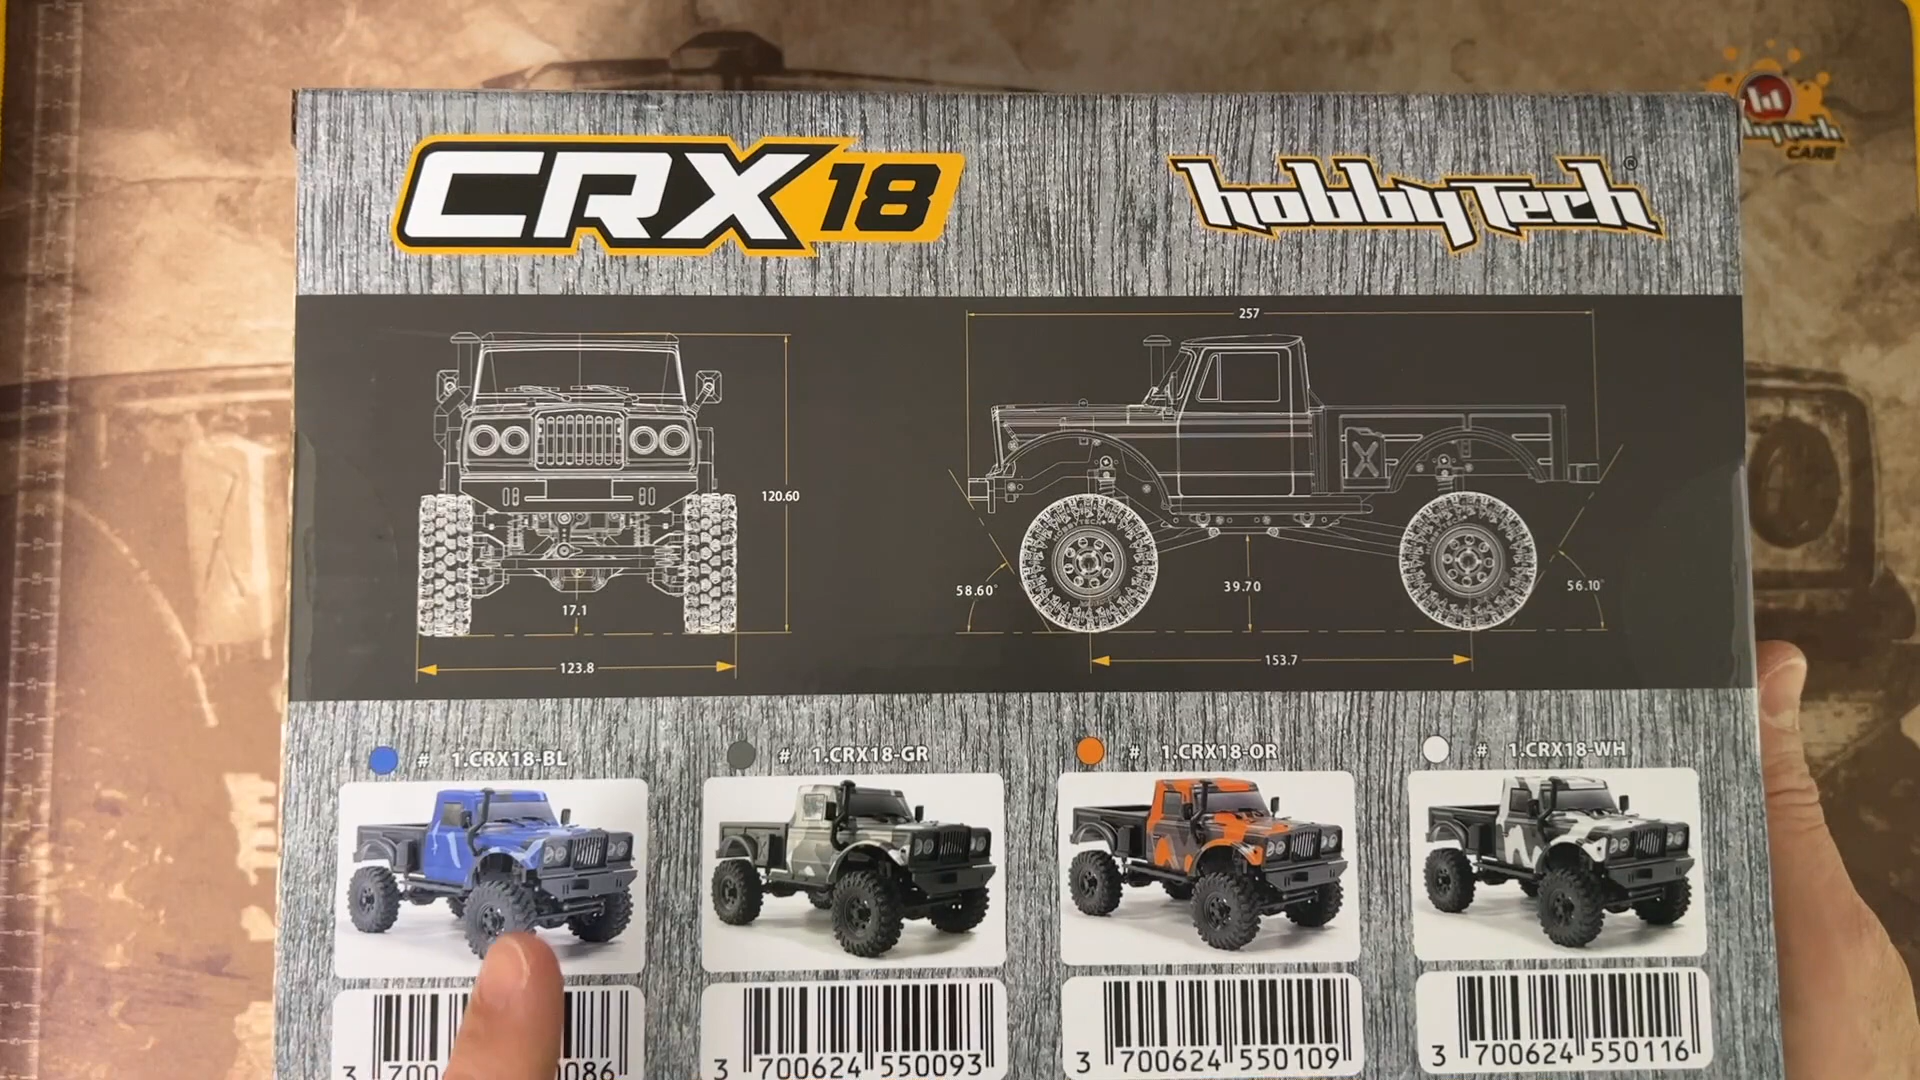 CRX18
hobbytech®
CARE
257
120.60
58.60°
39.70
56.10°
17.1
123.8
153.7
# 1.CRX18-BL
# 1.CRX18-GR
# 1.CRX18-OR
# 1.CRX18-WH
3 700624 550093
3 700624 550109
3 700624 550116